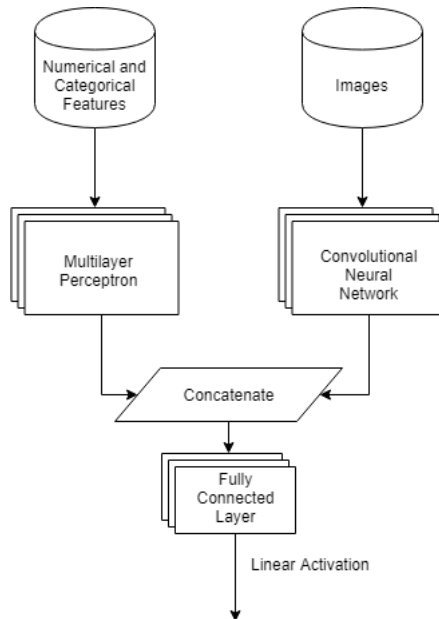 Numerical and
Categorical
Features
Images
Multilayer
Perceptron
Convolutional
Neural
Network
Concatenate
Fully
Connected
Layer
Linear Activation